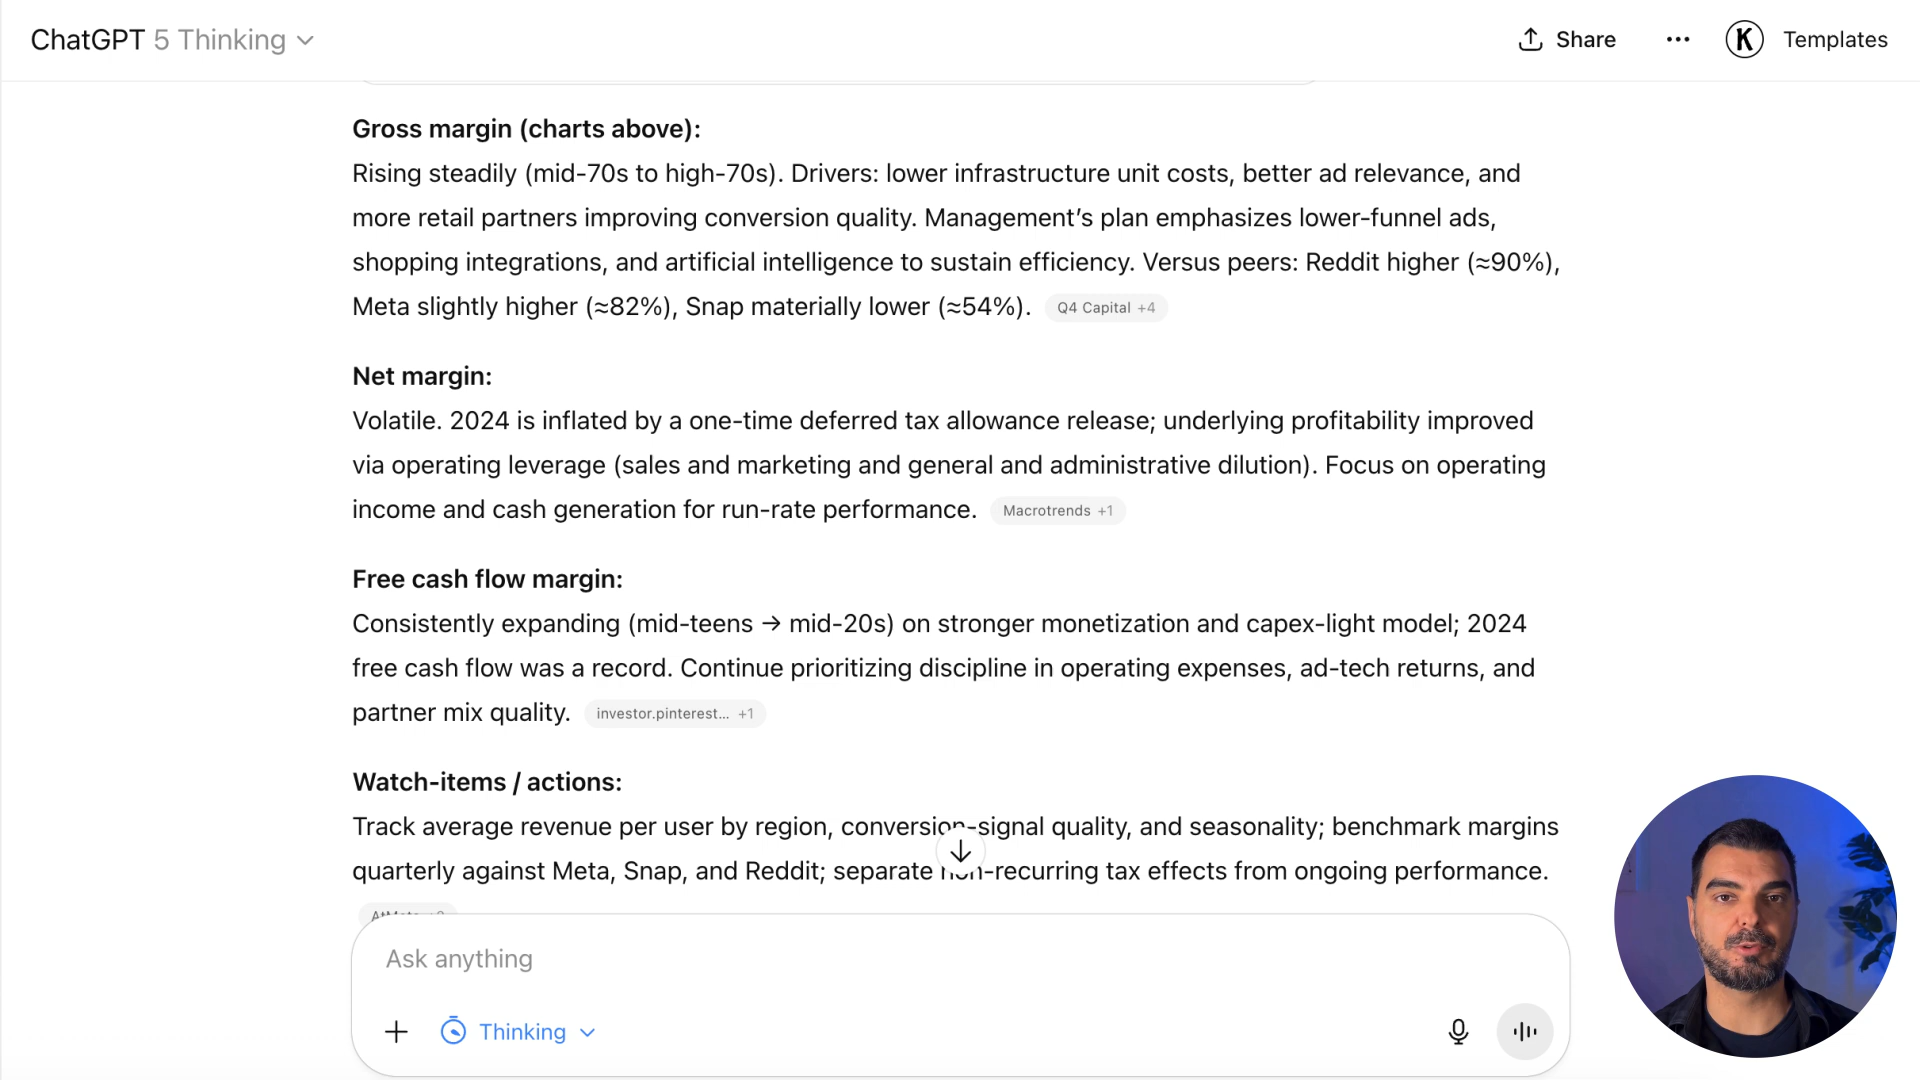 ChatGPT 5 Thinking
Share
K
Templates
Gross margin (charts above):
Rising steadily (mid-70s to high-70s). Drivers: lower infrastructure unit costs, better ad relevance, and
more retail partners improving conversion quality. Management’s plan emphasizes lower-funnel ads,
shopping integrations, and artificial intelligence to sustain efficiency. Versus peers: Reddit higher (≈90%),
Meta slightly higher (≈82%), Snap materially lower (≈54%). Q4 Capital +4
Net margin:
Volatile. 2024 is inflated by a one-time deferred tax allowance release; underlying profitability improved
via operating leverage (sales and marketing and general and administrative dilution). Focus on operating
income and cash generation for run-rate performance. Macrotrends +1
Free cash flow margin:
Consistently expanding (mid-teens → mid-20s) on stronger monetization and capex-light model; 2024
free cash flow was a record. Continue prioritizing discipline in operating expenses, ad-tech returns, and
partner mix quality. investor.pinterest... +1
Watch-items / actions:
Track average revenue per user by region, conversion-signal quality, and seasonality; benchmark margins
quarterly against Meta, Snap, and Reddit; separate non-recurring tax effects from ongoing performance.
Ask anything
Thinking